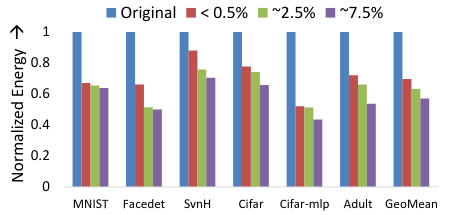 Original < 0.5% ~2.5% ~7.5%
Normalized Energy →
1
0.8
0.6
0.4
0.2
0
MNIST Facedet SvnH Cifar Cifar-mlp Adult GeoMean